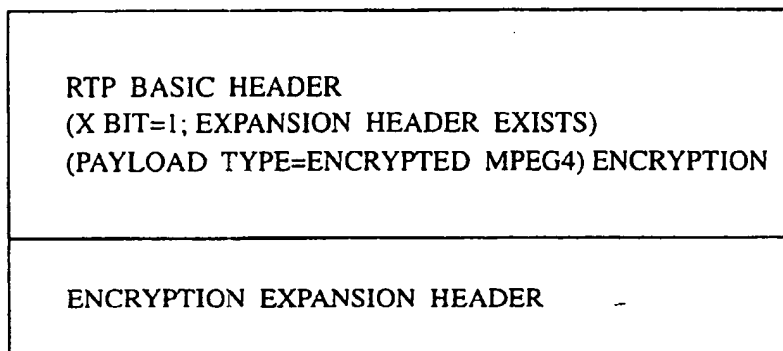 RTP BASIC HEADER
(X BIT=1; EXPANSION HEADER EXISTS)
(PAYLOAD TYPE=ENCRYPTED MPEG4) ENCRYPTION
ENCRYPTION EXPANSION HEADER